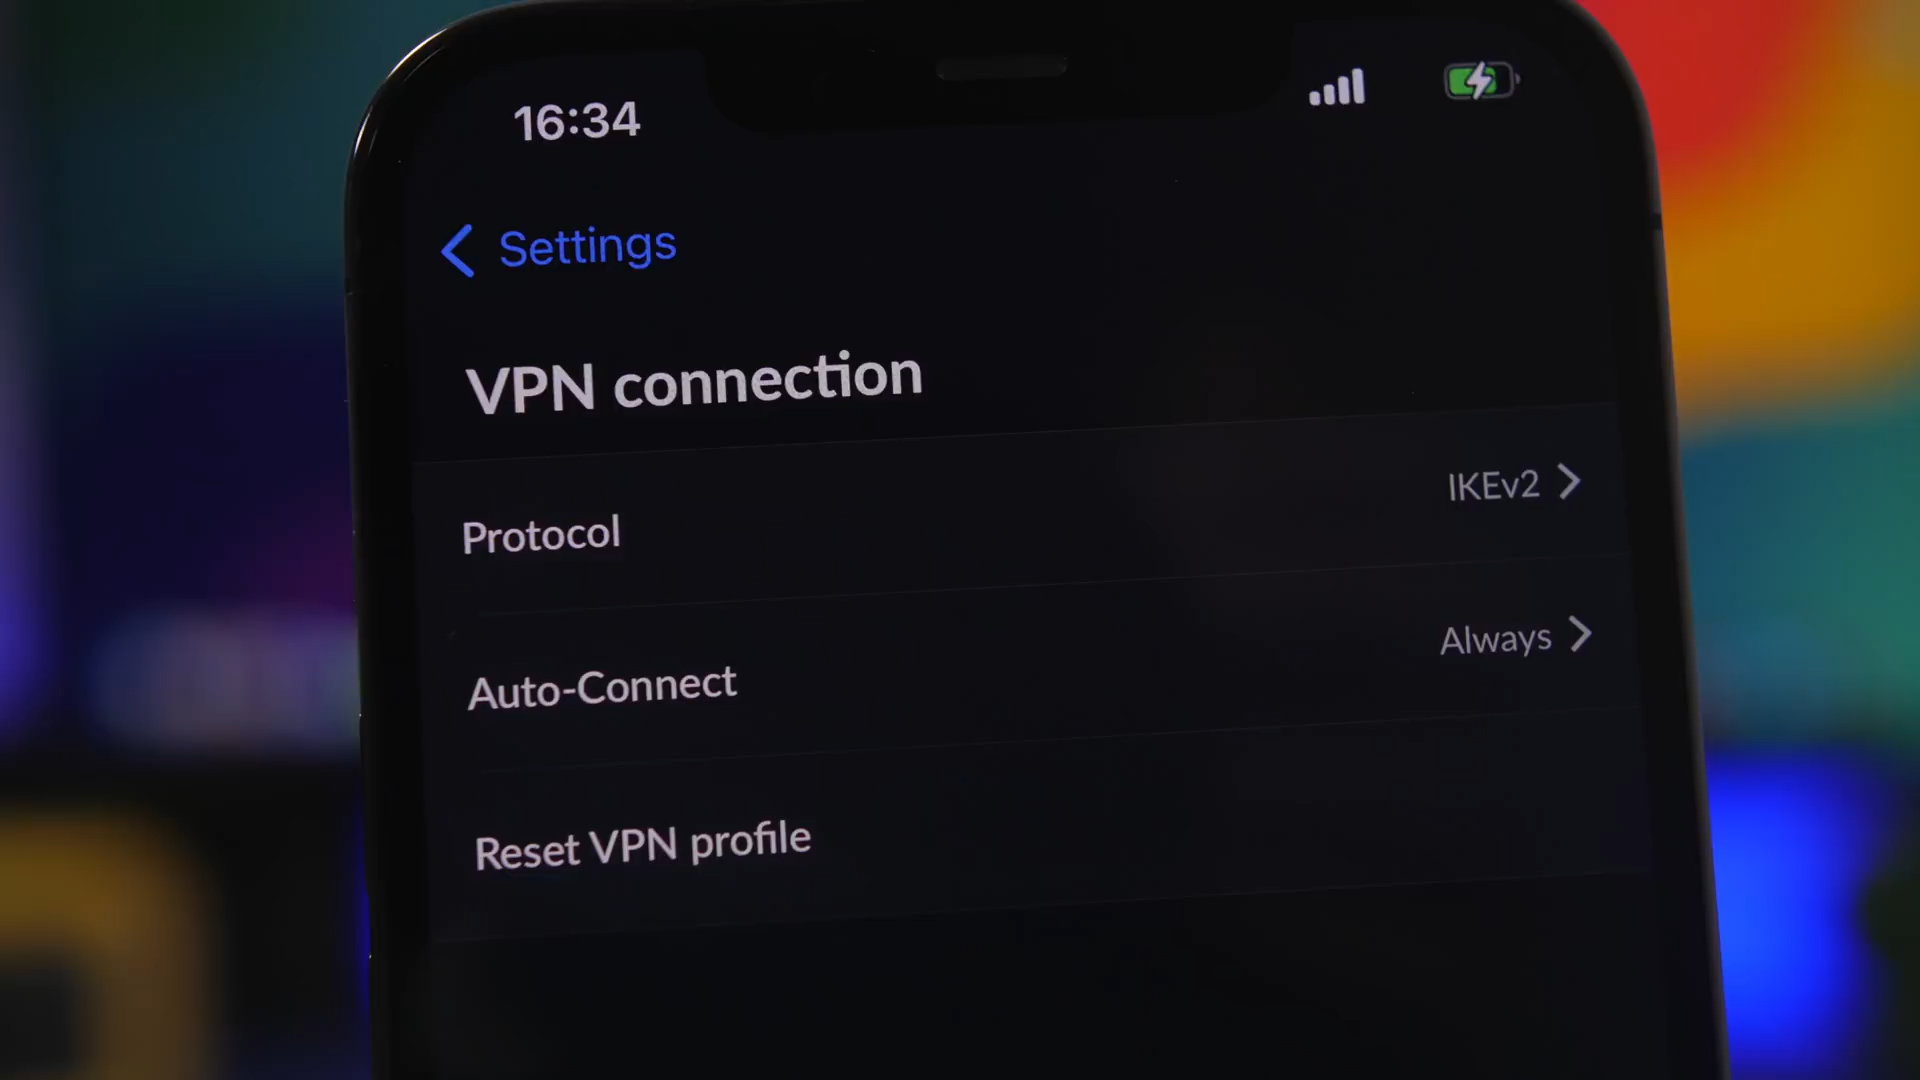 16:34
Settings
VPN connection
Protocol
IKEv2
Auto-Connect
Always
Reset VPN profile